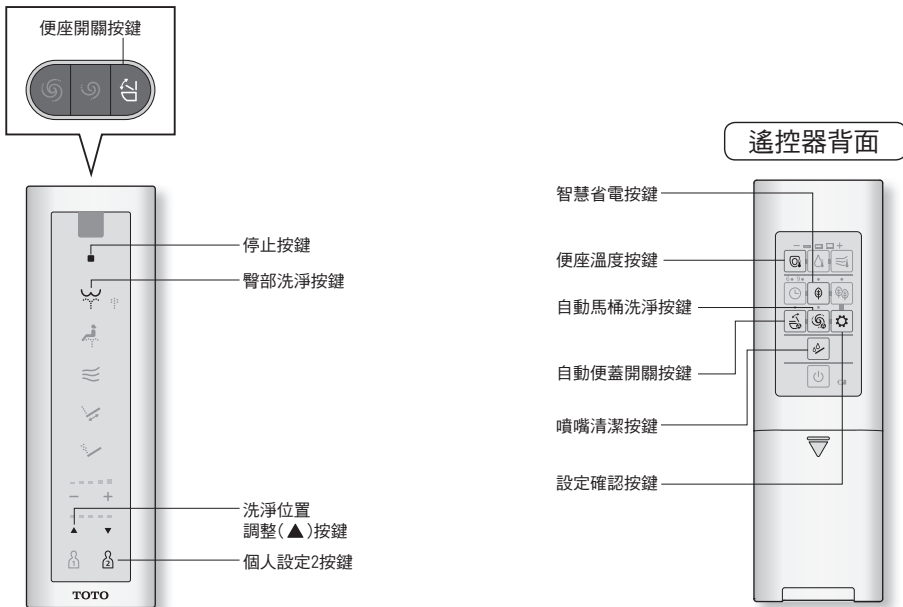 便座開關按鍵
遙控器背面
停止按鍵
臀部洗淨按鍵
- +
洗淨位置
調整(▲)按鍵
1 2
個人設定2按鍵
TOTO
智慧省電按鍵
便座溫度按鍵
自動馬桶洗淨按鍵
自動便蓋開關按鍵
噴嘴清潔按鍵
設定確認按鍵
- +